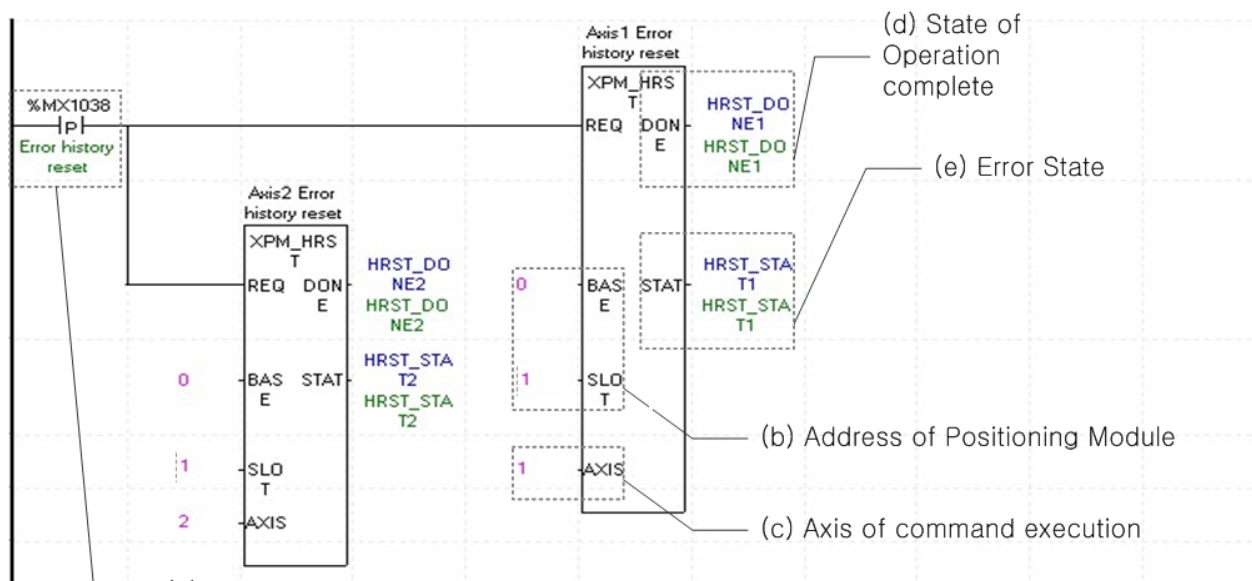 Axis1 Error
history reset
(d) State of
Operation
complete
%MX1038
P
Error history
reset
XPM_HRS
T
REQ DON
E
HRST_DO
NE1
HRST_DO
NE1
(e) Error State
Axis2 Error
history reset
XPM_HRS
T
REQ DON
E
HRST_DO
NE2
HRST_DO
NE2
0
BAS
E
STAT
HRST_STA
T1
HRST_STA
T1
0
BAS
E
STAT
HRST_STA
T2
HRST_STA
T2
1
SLO
T
(b) Address of Positioning Module
1
SLO
T
1
AXIS
2
AXIS
(c) Axis of command execution